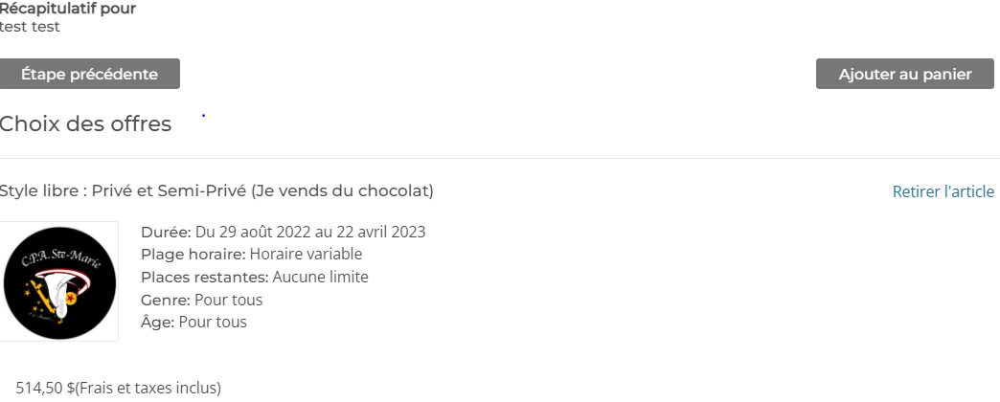 Récapitulatif pour
test test
Étape précédente
Ajouter au panier
Choix des offres
Style libre : Privé et Semi-Privé (Je vends du chocolat)
Retirer l'article
C.P.A. Ste-Marie
Durée: Du 29 août 2022 au 22 avril 2023
Plage horaire: Horaire variable
Places restantes: Aucune limite
Genre: Pour tous
Âge: Pour tous
514,50 $(Frais et taxes inclus)